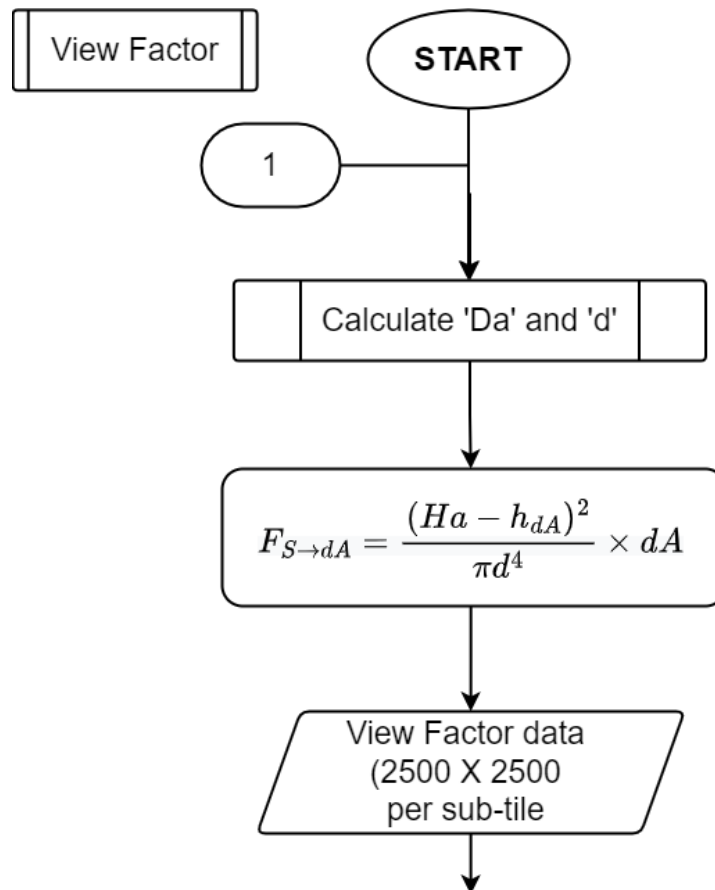 View Factor
START
1
Calculate 'Da' and 'd'
F_{S→dA} = \frac{(Ha − h_{dA})^2}{πd^4} × dA
View Factor data
(2500 X 2500
per sub-tile